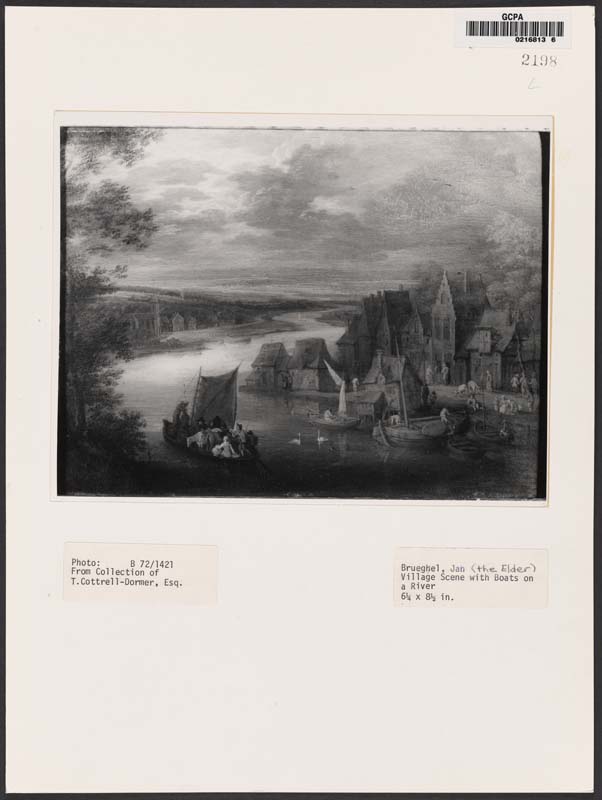 GCPA
0216813 6
2198
L
Photo: B 72/1421
From Collection of
T.Cottrell-Dormer, Esq.
Brueghel, Jan (the Elder)
Village Scene with Boats on
a River
6¼ x 8½ in.